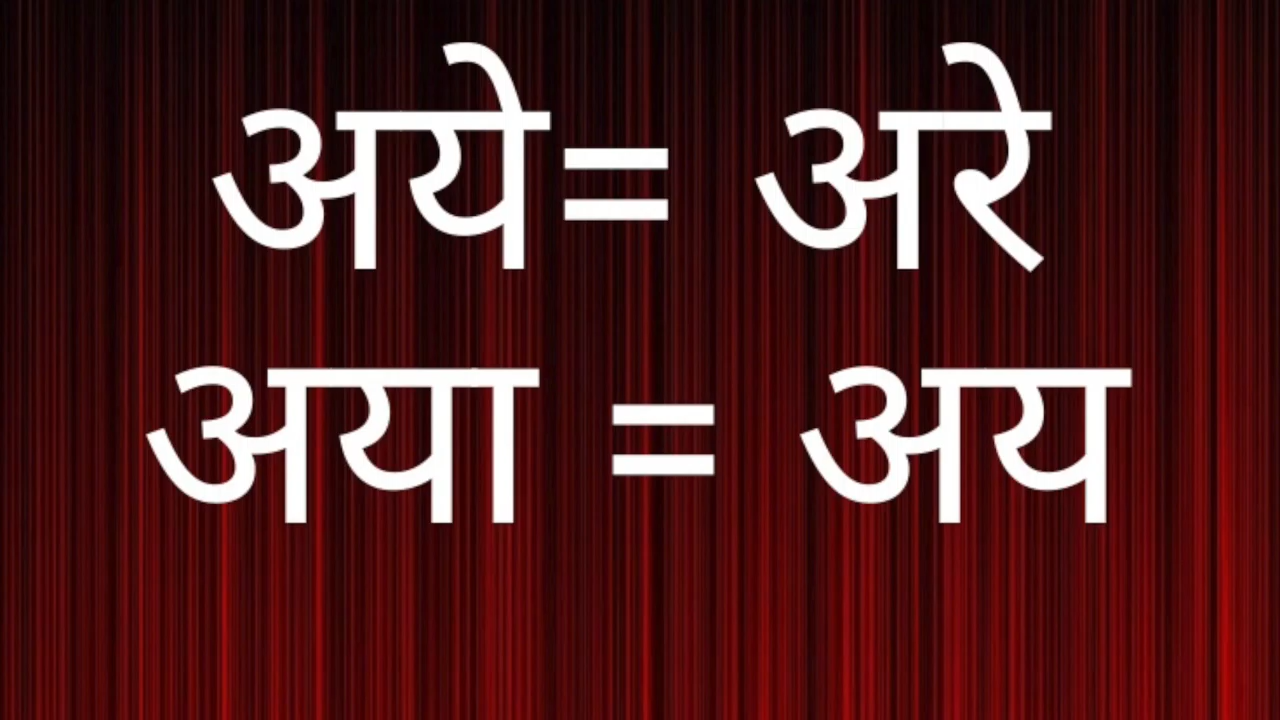 अये= अरे
अया = अय